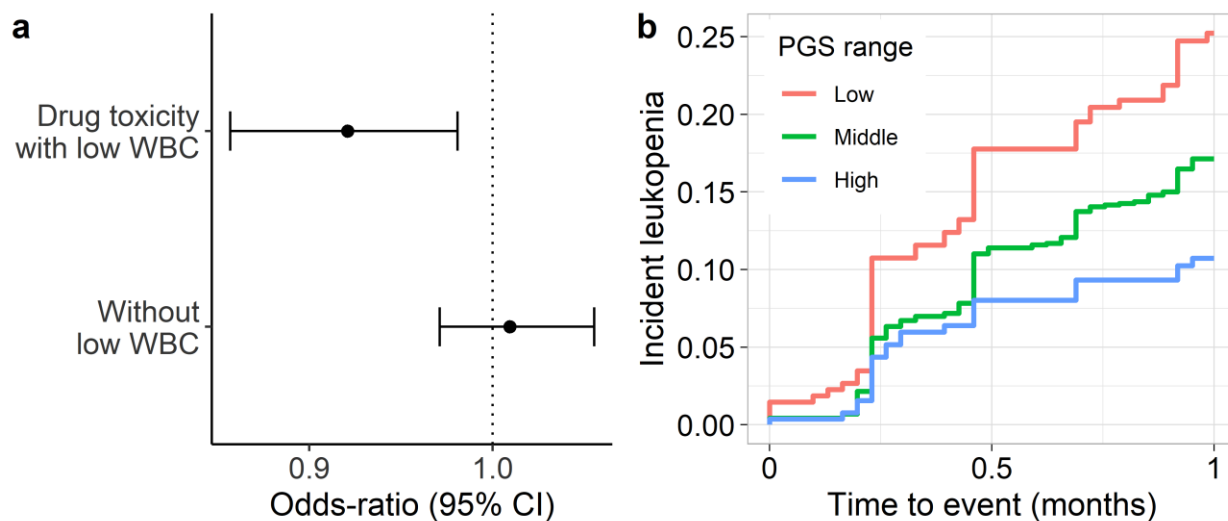 a
Drug toxicity
with low WBC
Without
low WBC
0.9
1.0
Odds-ratio (95% CI)
b
Incident leukopenia
0.25
0.20
0.15
0.10
0.05
0.00
PGS range
Low
Middle
High
0
0.5
1
Time to event (months)